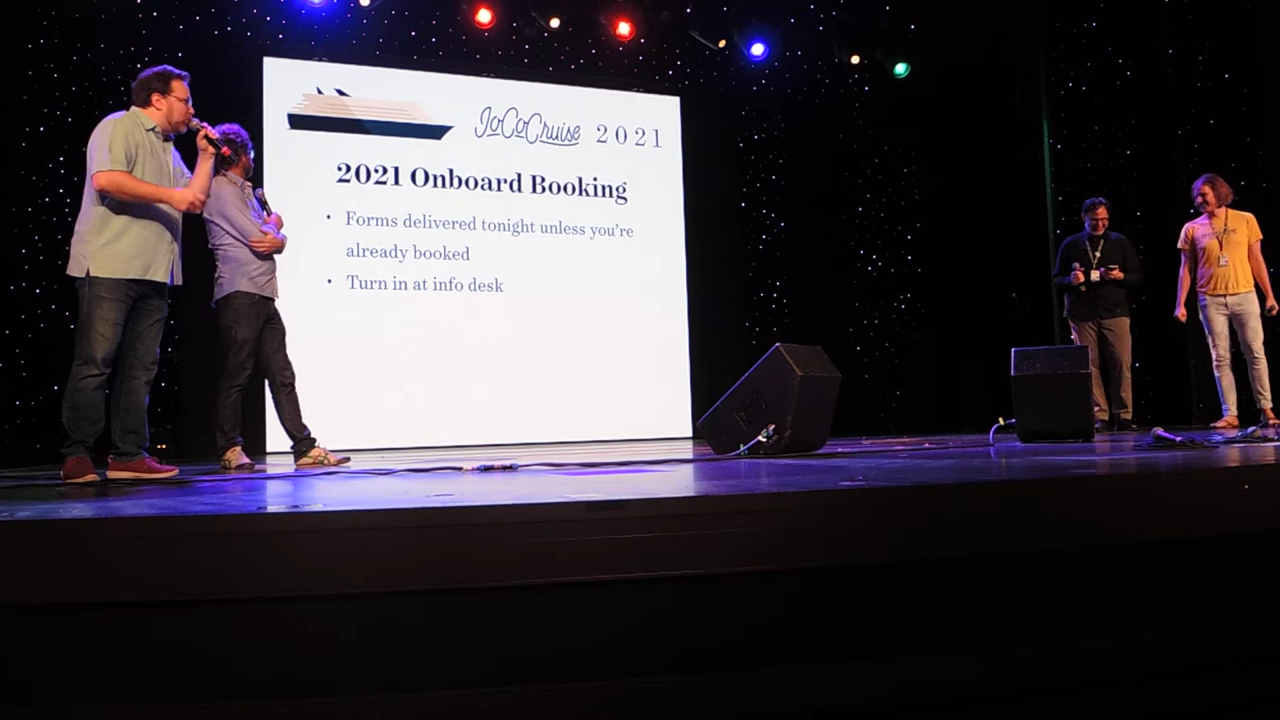 JoCoCruise 2021
2021 Onboard Booking
• Forms delivered tonight unless you're
already booked
• Turn in at info desk